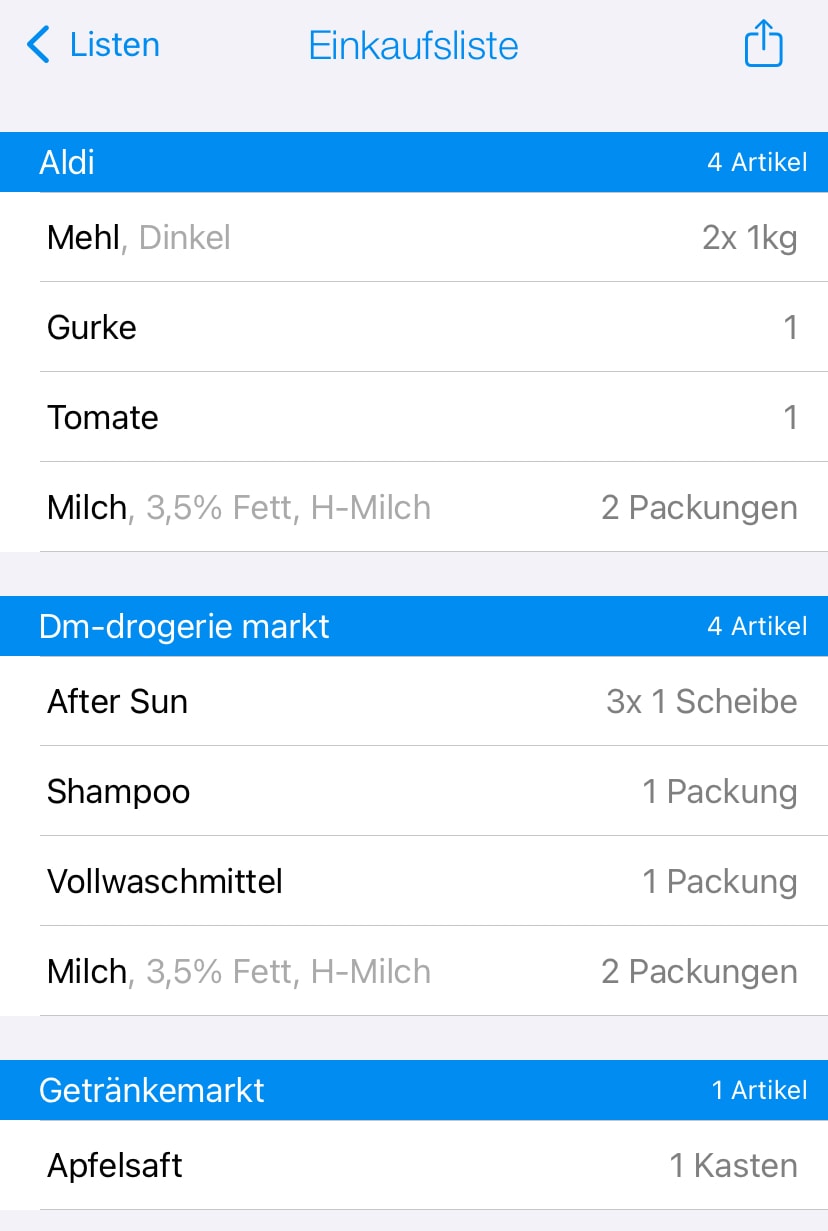 Listen Einkaufsliste
Aldi 4 Artikel
Mehl, Dinkel 2x 1kg
Gurke 1
Tomate 1
Milch, 3,5% Fett, H-Milch 2 Packungen
Dm-drogerie markt 4 Artikel
After Sun 3x 1 Scheibe
Shampoo 1 Packung
Vollwaschmittel 1 Packung
Milch, 3,5% Fett, H-Milch 2 Packungen
Getränkemarkt 1 Artikel
Apfelsaft 1 Kasten